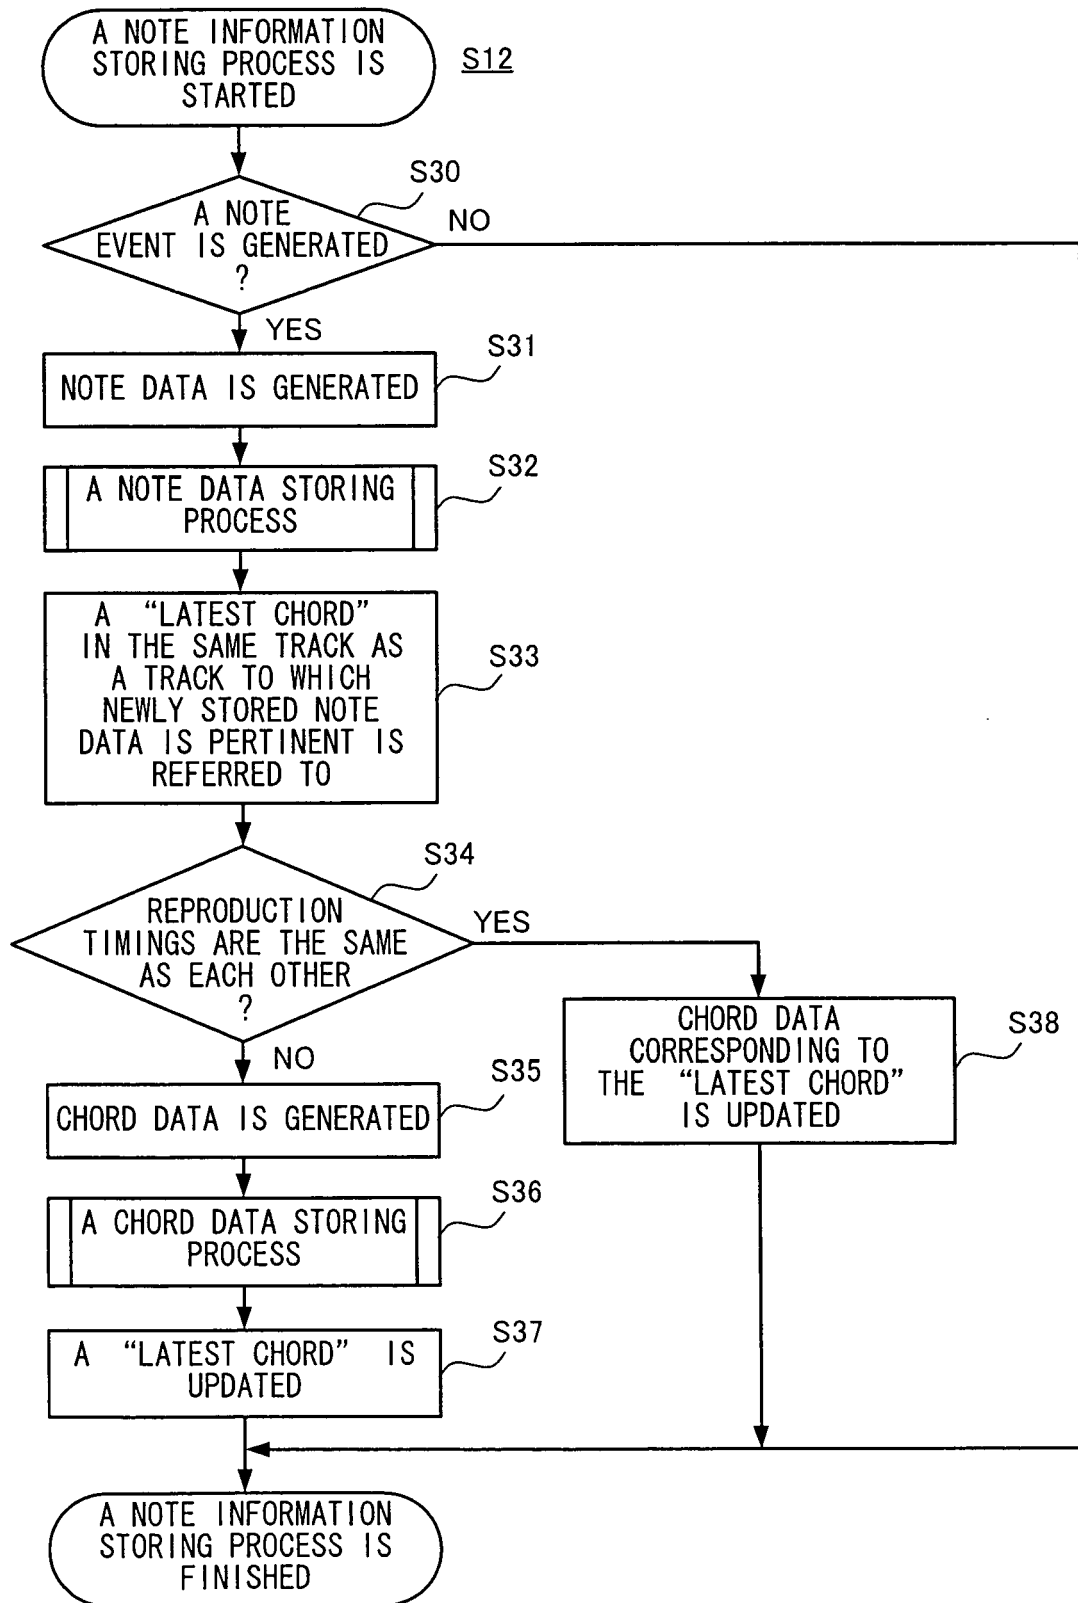 A NOTE INFORMATION
STORING PROCESS IS
STARTED
S12
S30
A NOTE
EVENT IS GENERATED
?
NO
YES
S31
NOTE DATA IS GENERATED
S32
A NOTE DATA STORING
PROCESS
A “LATEST CHORD”
IN THE SAME TRACK AS
A TRACK TO WHICH
NEWLY STORED NOTE
DATA IS PERTINENT IS
REFERRED TO
S33
S34
REPRODUCTION
TIMINGS ARE THE SAME
AS EACH OTHER
?
YES
NO
CHORD DATA
CORRESPONDING TO
THE “LATEST CHORD”
IS UPDATED
S38
S35
CHORD DATA IS GENERATED
S36
A CHORD DATA STORING
PROCESS
S37
A “LATEST CHORD” IS
UPDATED
A NOTE INFORMATION
STORING PROCESS IS
FINISHED